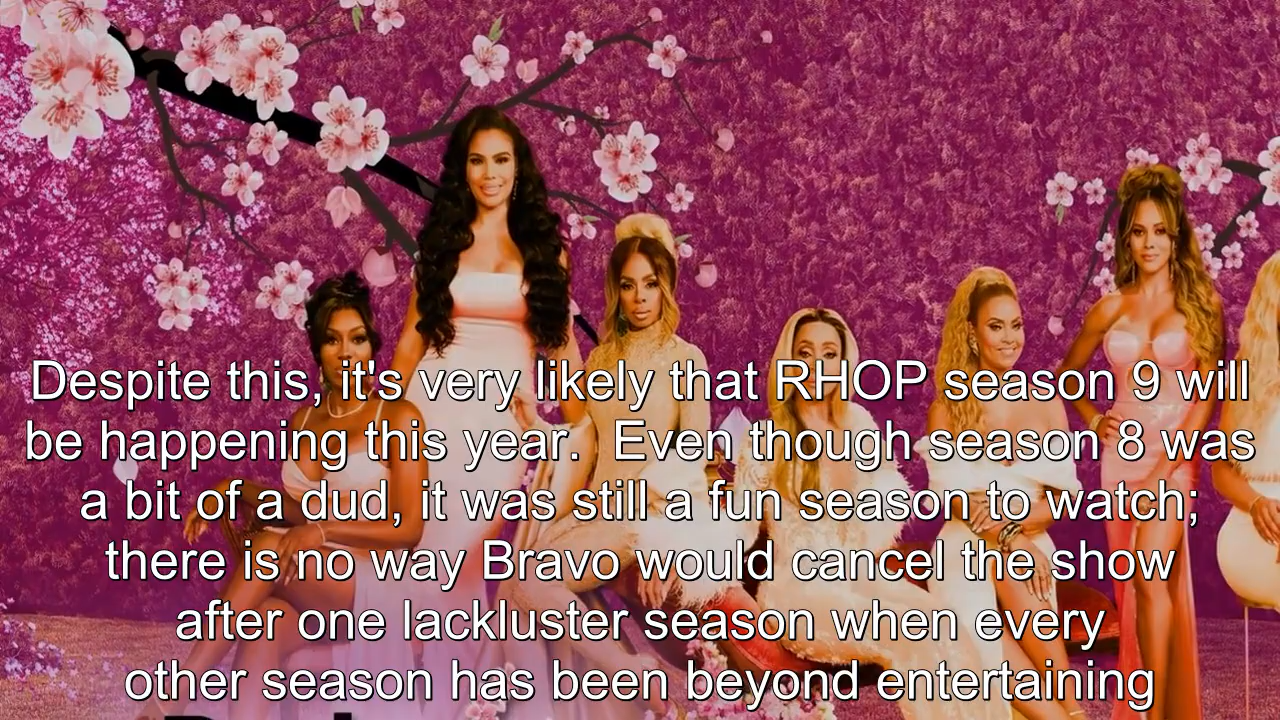 Despite this, it's very likely that RHOP season 9 will
be happening this year.  Even though season 8 was
a bit of a dud, it was still a fun season to watch;
there is no way Bravo would cancel the show
after one lackluster season when every
other season has been beyond entertaining